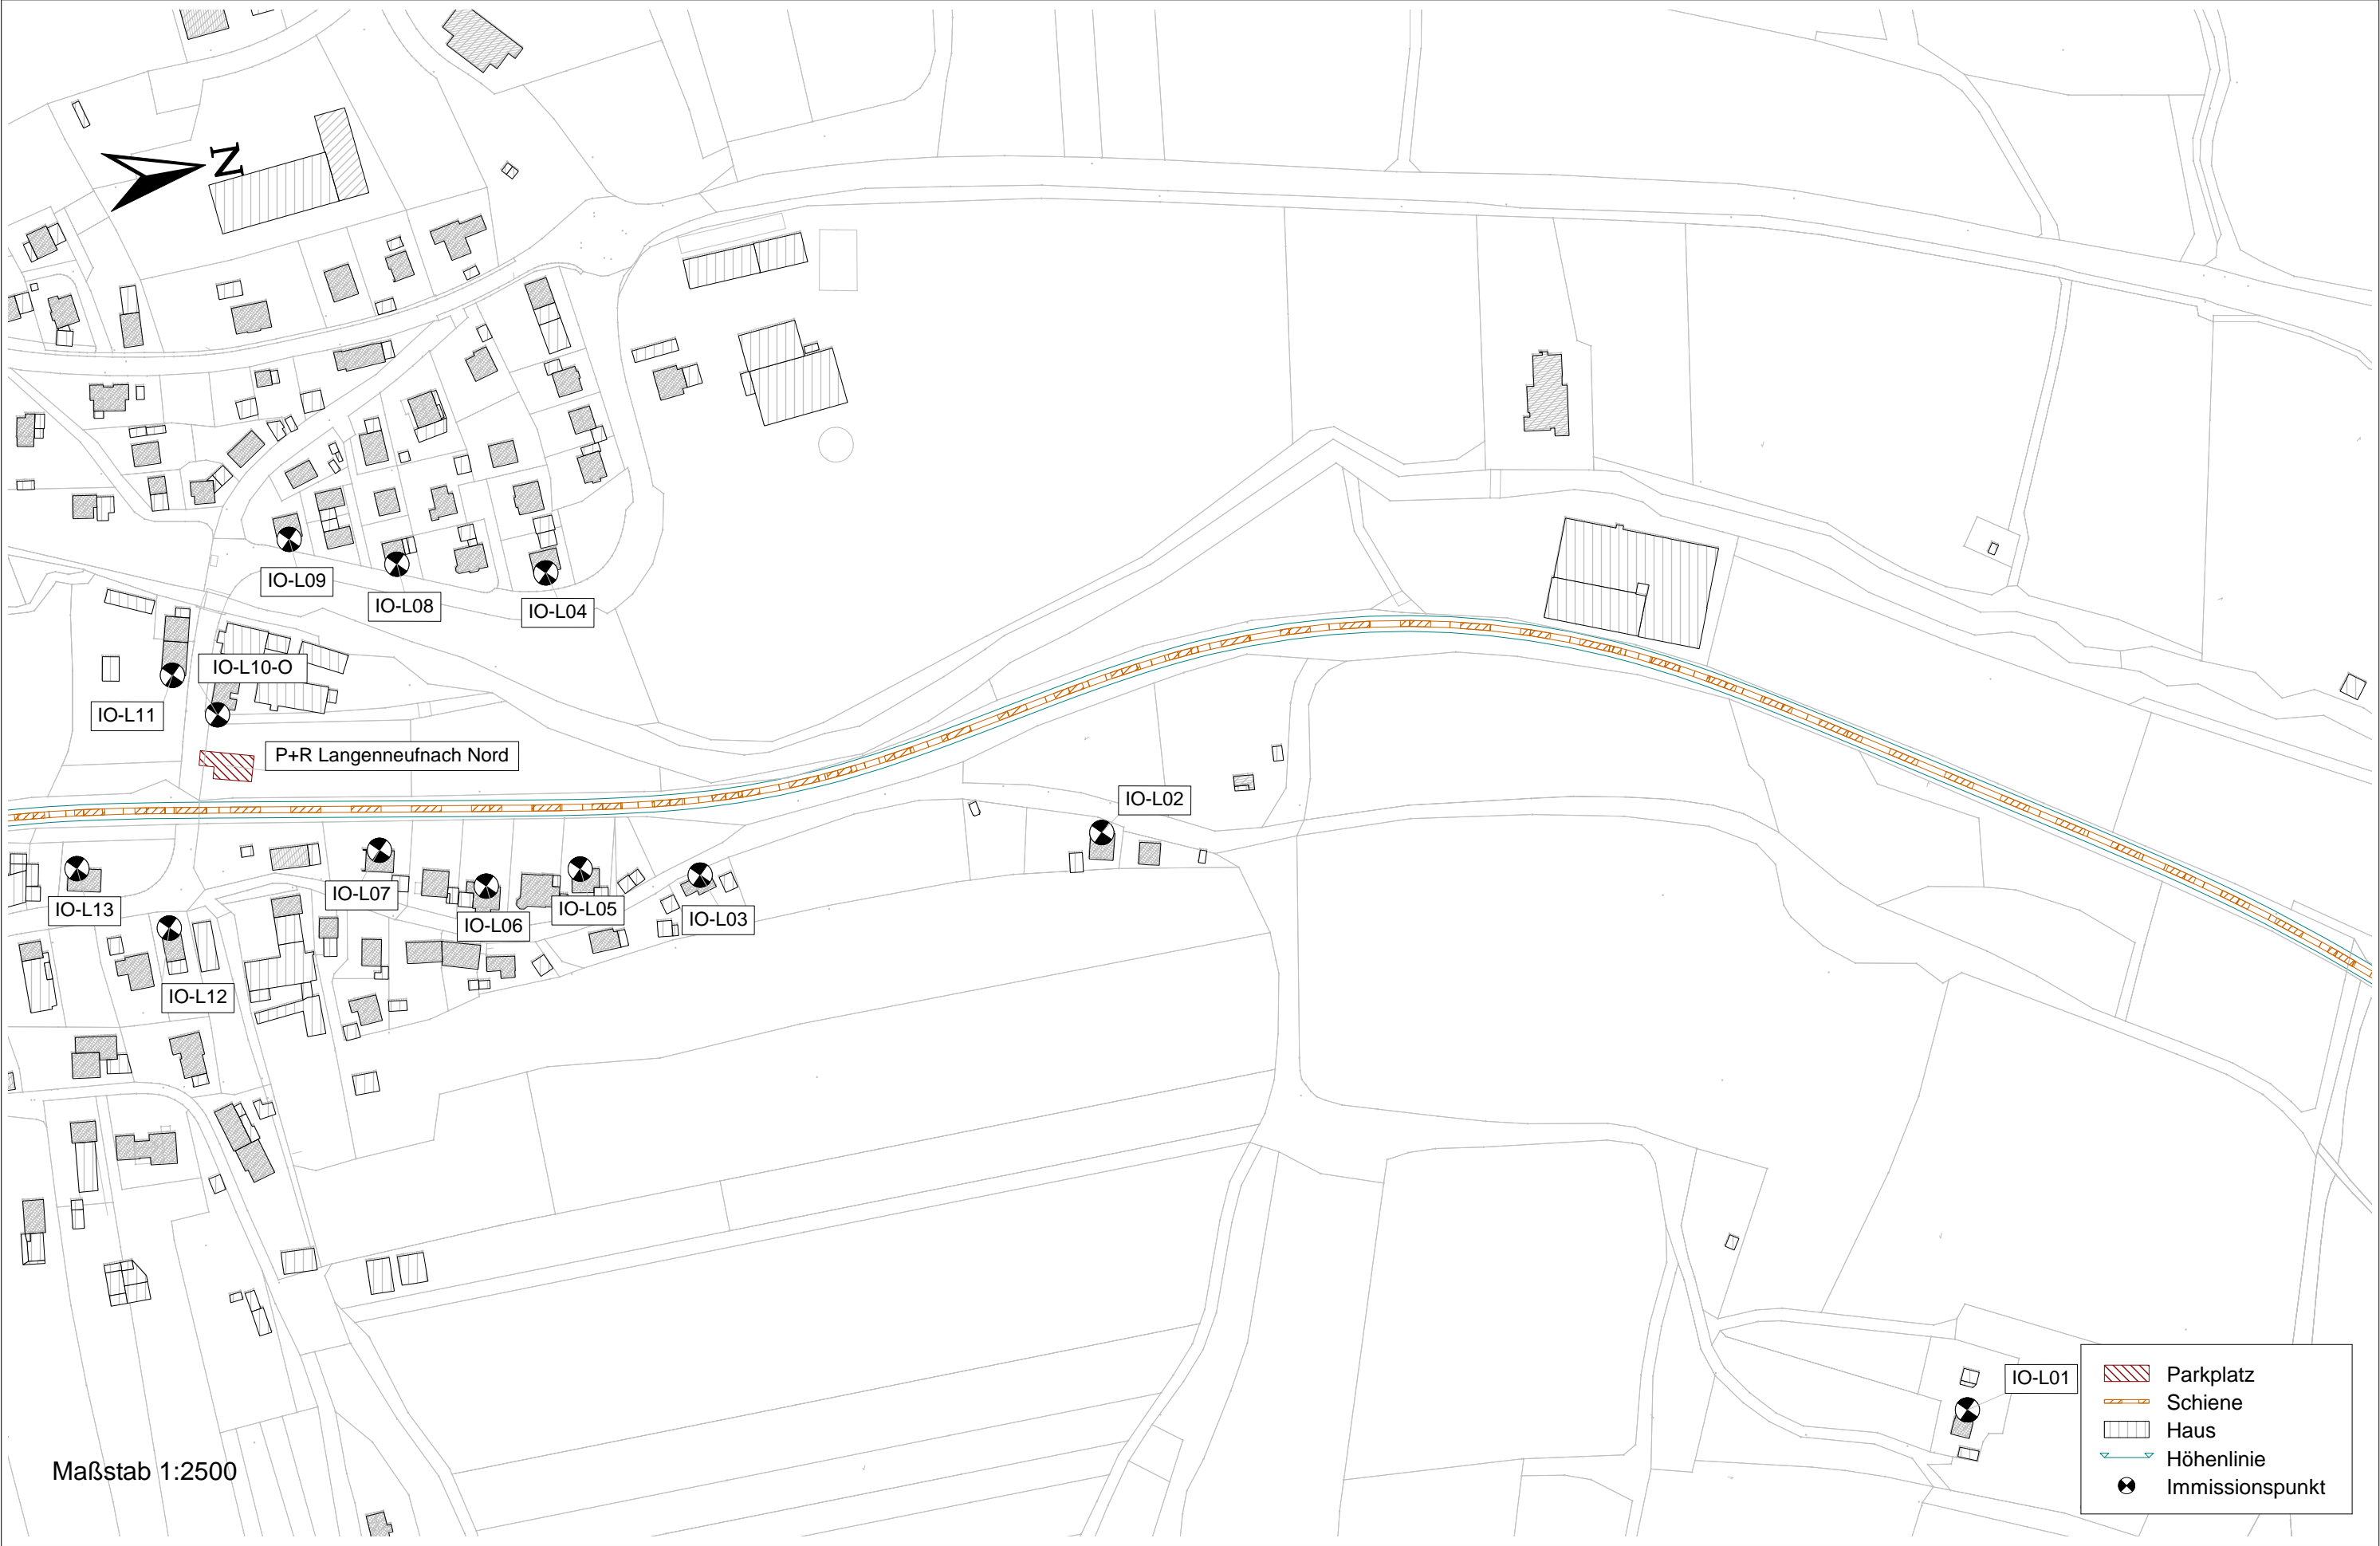 N
IO-L09
IO-L08
IO-L04
IO-L10-O
IO-L11
P+R Langenneufnach Nord
IO-L02
IO-L07
IO-L13
IO-L05
IO-L06
IO-L03
IO-L12
IO-L01
Parkplatz
Schiene
Haus
Höhenlinie
Immissionspunkt
Maßstab 1:2500